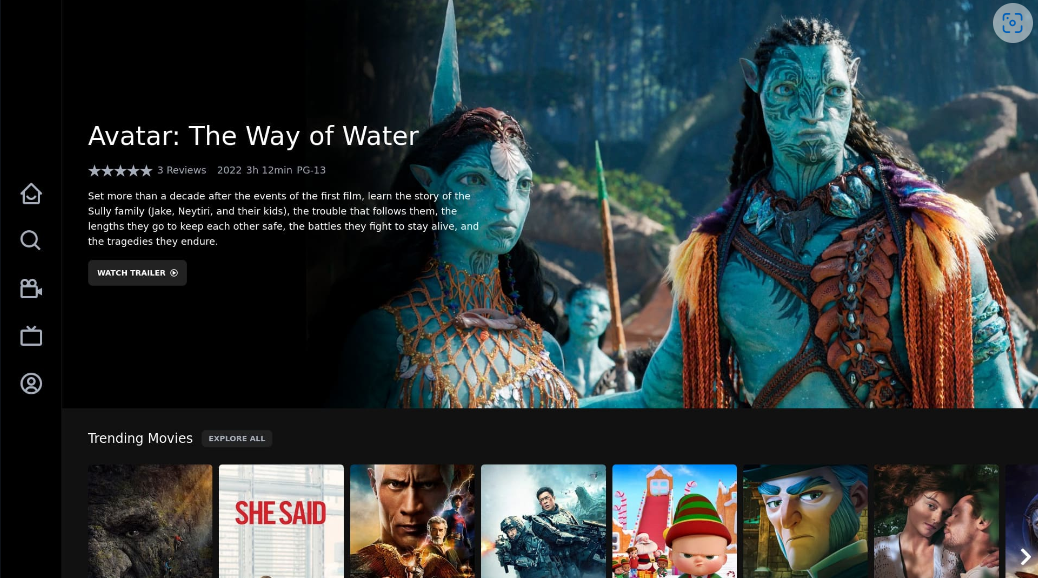 Avatar: The Way of Water
3 Reviews 2022 3h 12min PG-13
Set more than a decade after the events of the first film, learn the story of the
Sully family (Jake, Neytiri, and their kids), the trouble that follows them, the
lengths they go to keep each other safe, the battles they fight to stay alive, and
the tragedies they endure.
WATCH TRAILER
Trending Movies EXPLORE ALL
SHE SAID